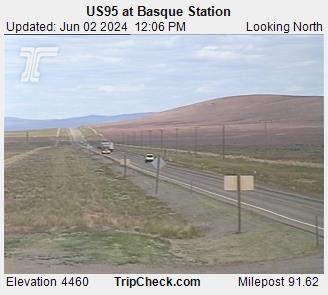 US95 at Basque Station
Updated: Jun 02 2024 12:06 PM Looking North
Elevation 4460 TripCheck.com Milepost 91.62